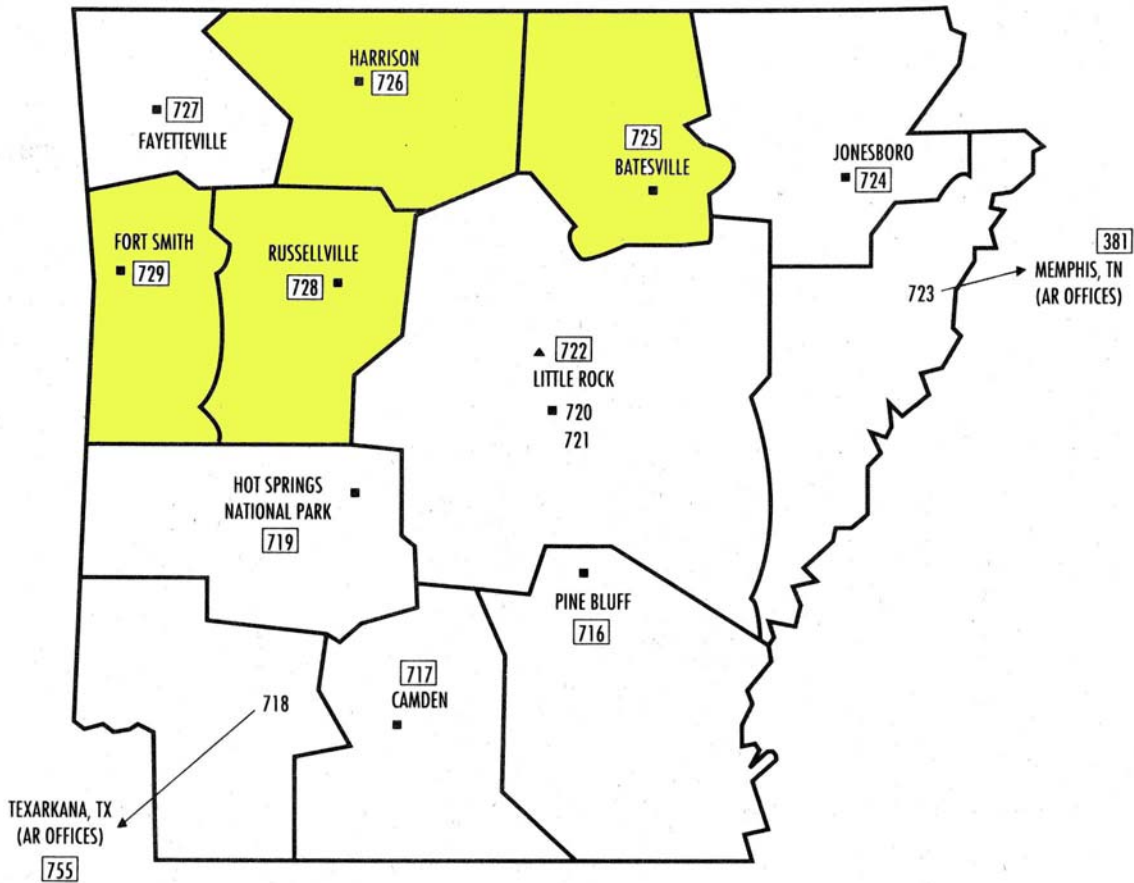 HARRISON
726
727
FAYETTEVILLE
725
BATESVILLE
JONESBORO
724
FORT SMITH
729
RUSSELLVILLE
728
381
MEMPHIS, TN
(AR OFFICES)
723
722
LITTLE ROCK
720
721
HOT SPRINGS
NATIONAL PARK
719
PINE BLUFF
716
717
CAMDEN
718
TEXARKANA, TX
(AR OFFICES)
755